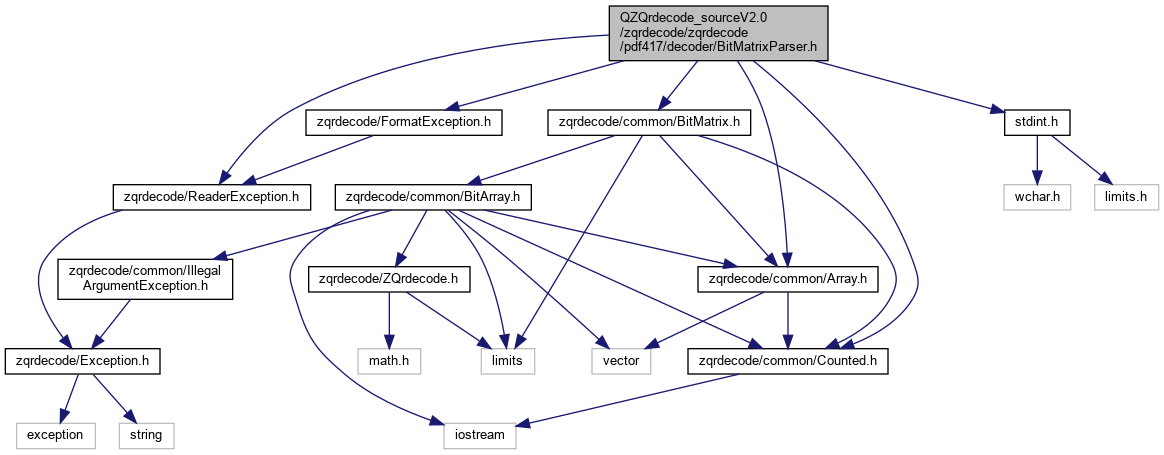 QZQrdecode_sourceV2.0
/zqrdecode/zqrdecode
/pdf417/decoder/BitMatrixParser.h
zqrdecode/FormatException.h
zqrdecode/common/BitMatrix.h
stdint.h
zqrdecode/ReaderException.h
zqrdecode/common/BitArray.h
wchar.h
limits.h
zqrdecode/common/Illegal
ArgumentException.h
zqrdecode/ZQrdecode.h
zqrdecode/common/Array.h
zqrdecode/Exception.h
math.h
limits
vector
zqrdecode/common/Counted.h
exception
string
iostream